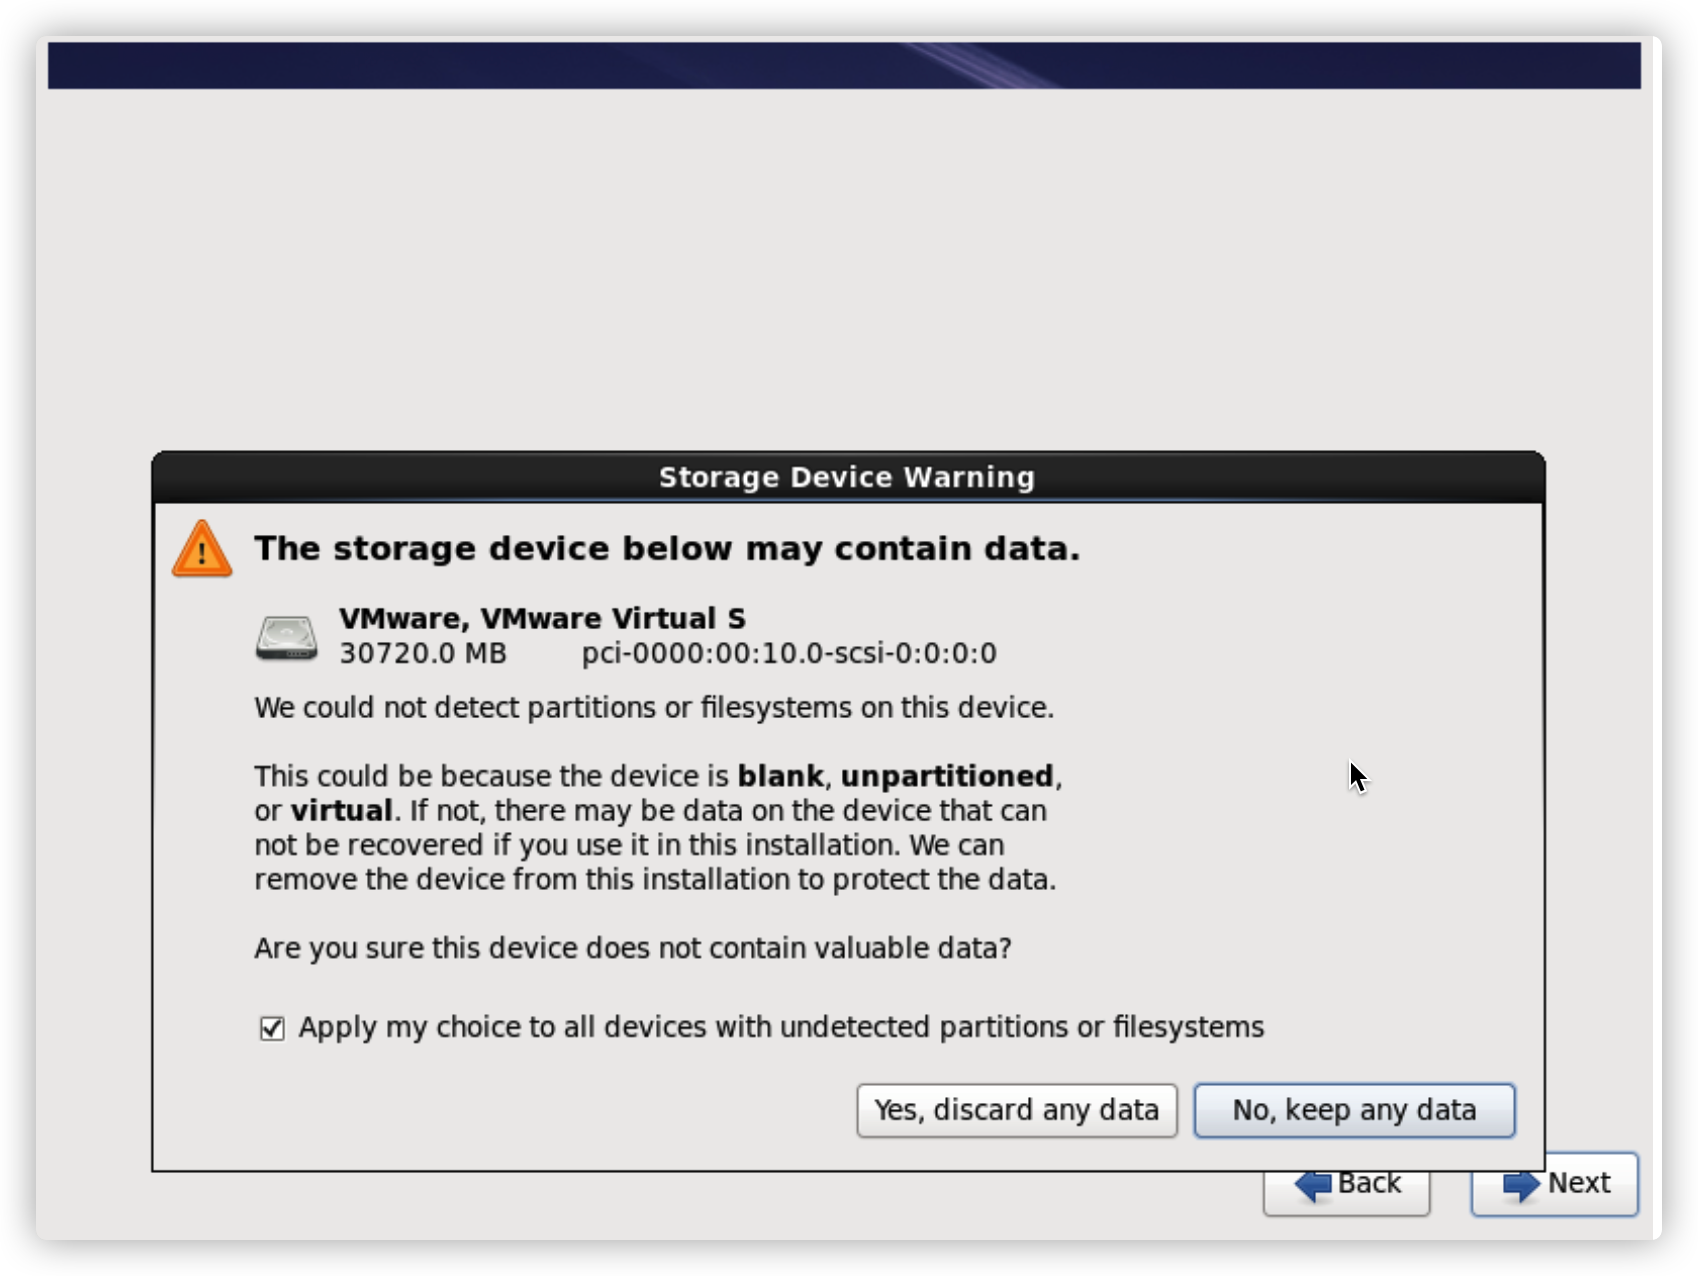 Storage Device Warning
The storage device below may contain data.
VMware, VMware Virtual S
30720.0 MB pci-0000:00:10.0-scsi-0:0:0:0
We could not detect partitions or filesystems on this device.
This could be because the device is blank, unpartitioned,
or virtual. If not, there may be data on the device that can
not be recovered if you use it in this installation. We can
remove the device from this installation to protect the data.
Are you sure this device does not contain valuable data?
Apply my choice to all devices with undetected partitions or filesystems
Yes, discard any data No, keep any data
Back Next